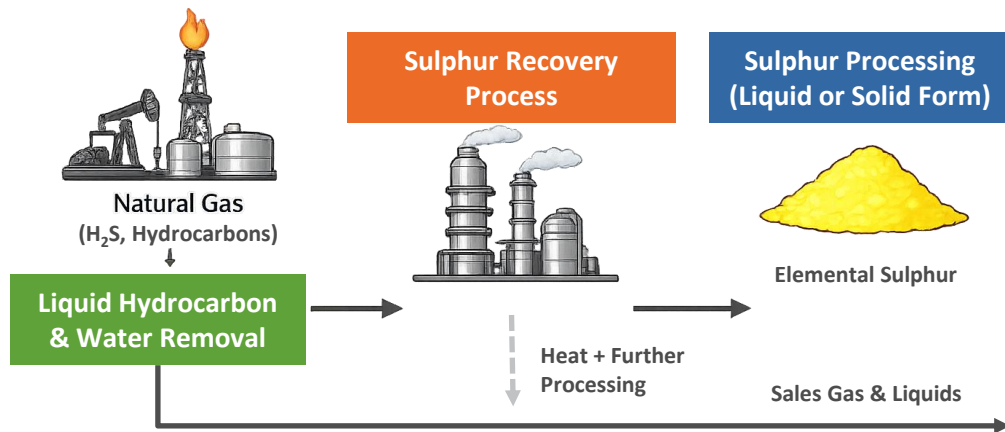 Natural Gas
(H₂S, Hydrocarbons)
Liquid Hydrocarbon
& Water Removal
Sulphur Recovery
Process
Heat + Further
Processing
Sulphur Processing
(Liquid or Solid Form)
Elemental Sulphur
Sales Gas & Liquids